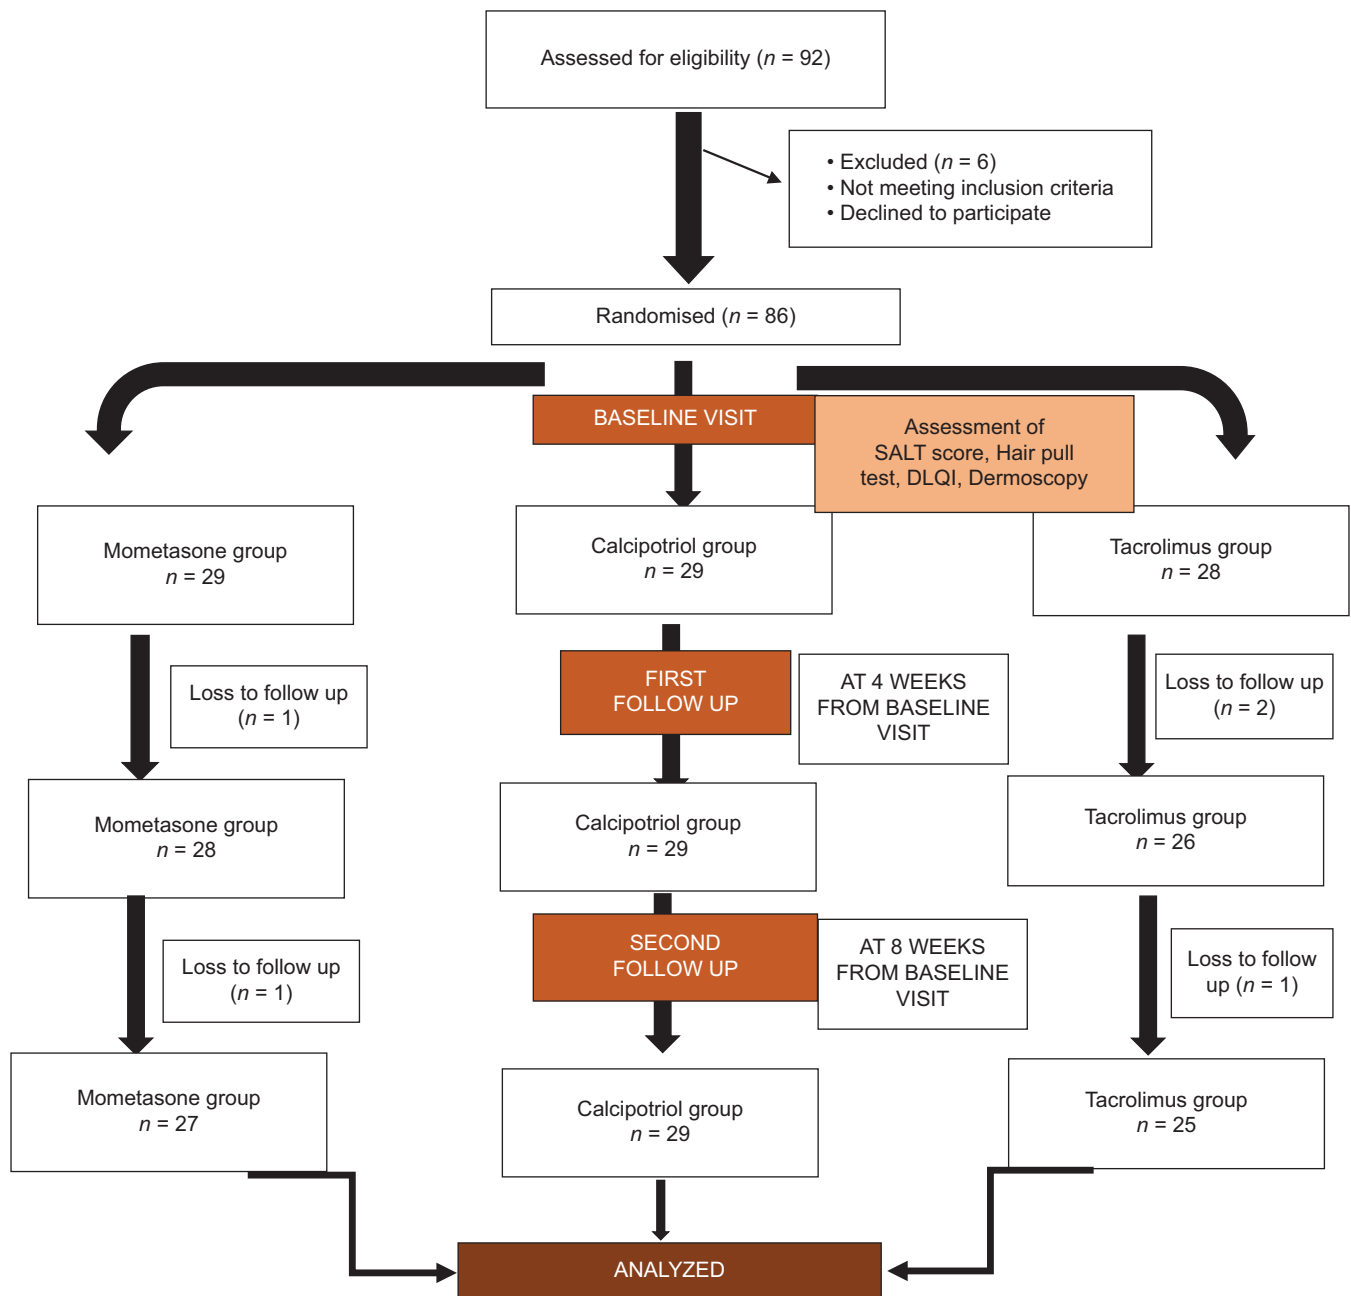 Assessed for eligibility (n = 92)
• Excluded (n = 6)
• Not meeting inclusion criteria
• Declined to participate
Randomised (n = 86)
BASELINE VISIT
Assessment of
SALT score, Hair pull
test, DLQI, Dermoscopy
Mometasone group
n = 29
Calcipotriol group
n = 29
Tacrolimus group
n = 28
Loss to follow up
(n = 1)
FIRST
FOLLOW UP
AT 4 WEEKS
FROM BASELINE
VISIT
Loss to follow up
(n = 2)
Mometasone group
n = 28
Calcipotriol group
n = 29
Tacrolimus group
n = 26
Loss to follow up
(n = 1)
SECOND
FOLLOW UP
AT 8 WEEKS
FROM BASELINE
VISIT
Loss to follow
up (n = 1)
Mometasone group
n = 27
Calcipotriol group
n = 29
Tacrolimus group
n = 25
ANALYZED